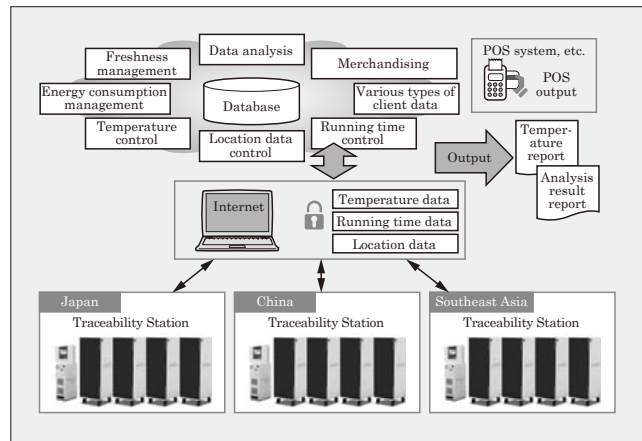 Data analysis
Freshness
management
Merchandising
Energy consumption
management
Database
Various types of
client data
Temperature
control
Location data
control
Running time
control
POS system, etc.
POS
output
Output
Temper-
ature
report
Analysis
result
report
Internet
Temperature data
Running time data
Location data
Japan
Traceability Station
China
Traceability Station
Southeast Asia
Traceability Station